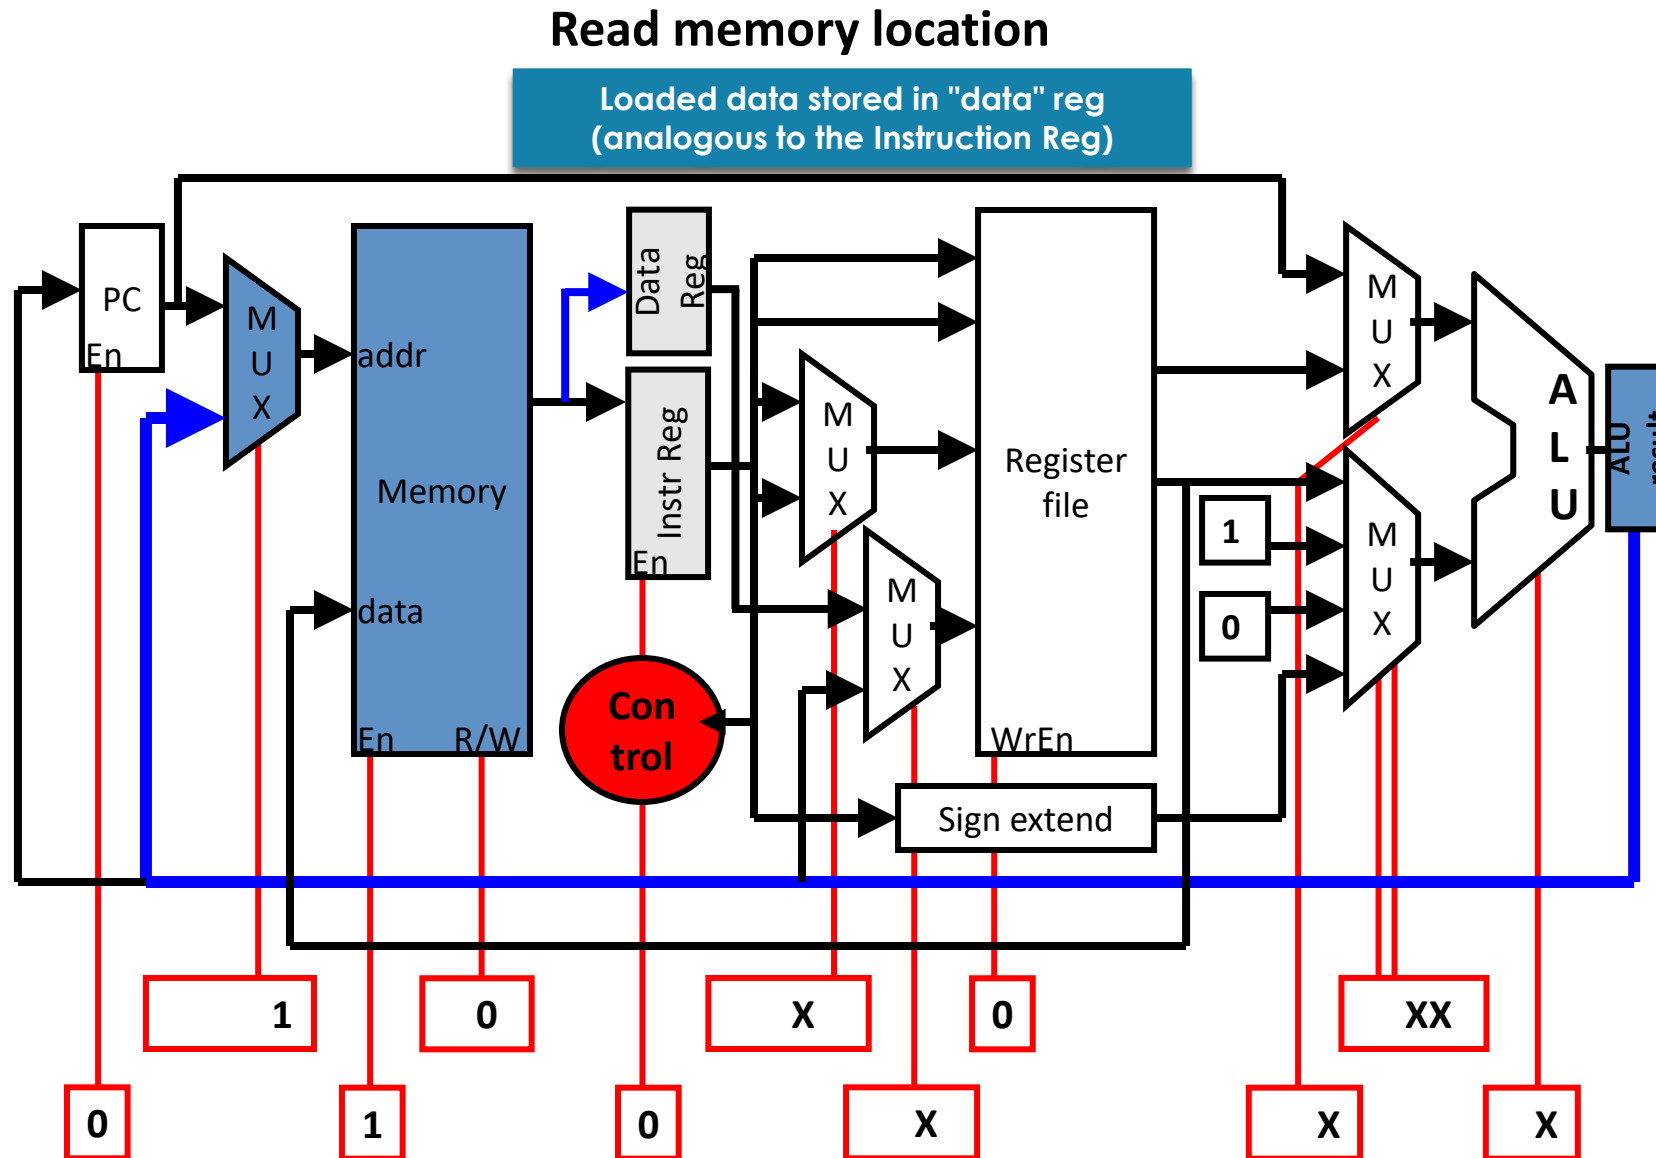 Read memory location
Loaded data stored in "data" reg
(analogous to the Instruction Reg)
PC
En
M
U
X
addr
Memory
data
En
R/W
Data
Reg
Instr Reg
En
Con
trol
M
U
X
M
U
X
Register
file
WrEn
Sign extend
1
0
M
U
X
M
U
X
A
L
U
ALU
result
1
0
X
0
XX
0
1
0
X
X
X